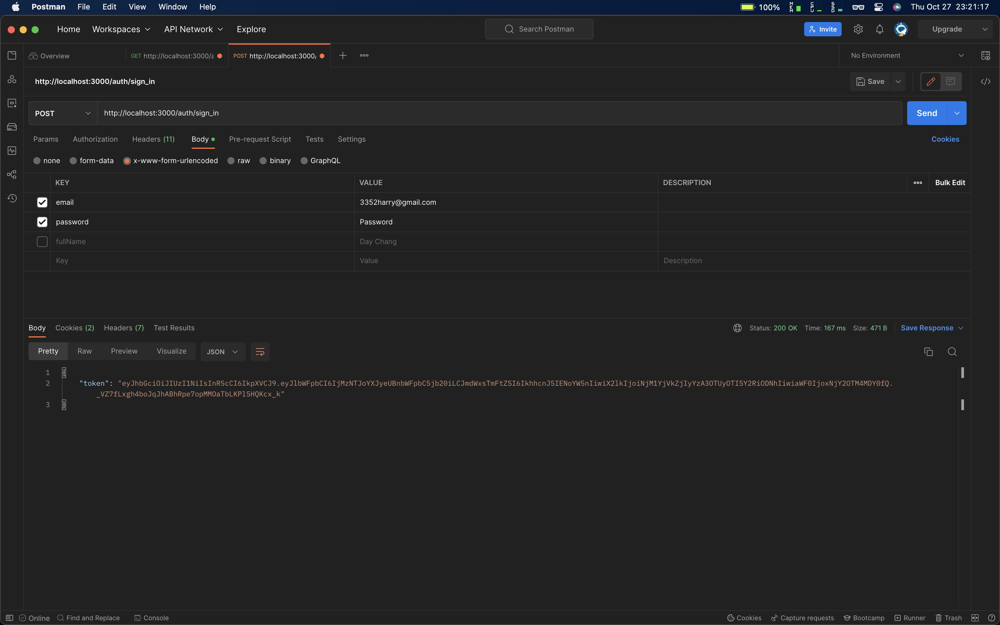 Postman File Edit View Window Help 100% MEM CPU SSD Thu Oct 27 23:21:17
Home Workspaces API Network Explore Search Postman Invite Upgrade
Overview GET http://localhost:3000/a POST http://localhost:3000/ No Environment
http://localhost:3000/auth/sign_in Save
POST http://localhost:3000/auth/sign_in Send
Params Authorization Headers (11) Body Pre-request Script Tests Settings Cookies
none form-data x-www-form-urlencoded raw binary GraphQL
KEY VALUE DESCRIPTION Bulk Edit
email 3352harry@gmail.com
password Password
fullName Day Chang
Key Value Description
Body Cookies (2) Headers (7) Test Results Status: 200 OK Time: 167 ms Size: 471 B Save Response
Pretty Raw Preview Visualize JSON
1 {
2 "token": "eyJhbGciOiJIUzI1NiIsInR5cCI6IkpXVCJ9.eyJlbWFpbCI6IjMzNTJoYXJyeUBnbWFpbC5jb20iLCJmdWxsTmFtZSI6IkhhcnJ5IENoYW5nIiwiX2lkIjoiNjM1YjVkZjIyYzA3OTUyOTI5Y2RiODNhIiwiaWF0IjoxNjY2OTM4MDY0fQ.
_VZ7fLxgh4boJqJhABhRpe7opMMOaTbLKPl5HQKcx_k"
3 }
Online Find and Replace Console Cookies Capture requests Bootcamp Runner Trash